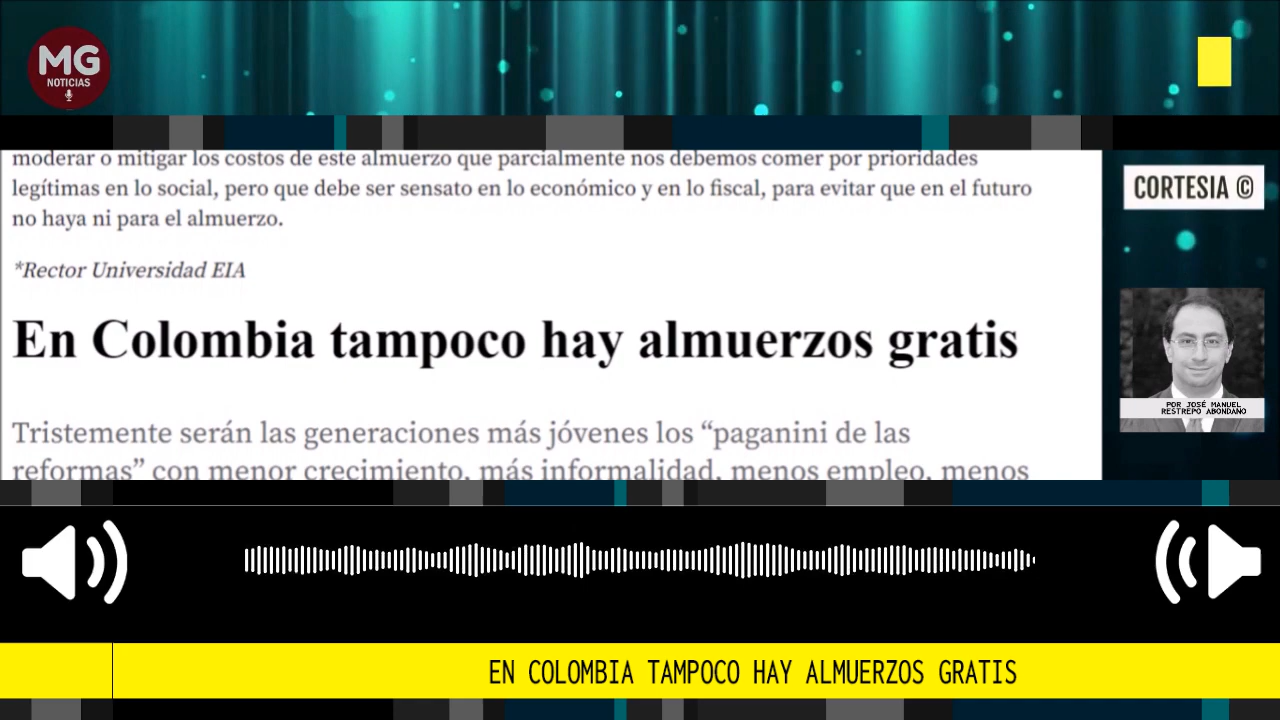 MG
NOTICIAS
moderar o mitigar los costos de este almuerzo que parcialmente nos debemos comer por prioridades
legítimas en lo social, pero que debe ser sensato en lo económico y en lo fiscal, para evitar que en el futuro
no haya ni para el almuerzo.
*Rector Universidad EIA
En Colombia tampoco hay almuerzos gratis
Tristemente serán las generaciones más jóvenes los “paganini de las
reformas” con menor crecimiento, más informalidad, menos empleo, menos
CORTESIA ©
POR JOSÉ MANUEL
RESTREPO ABONDANO
EN COLOMBIA TAMPOCO HAY ALMUERZOS GRATIS